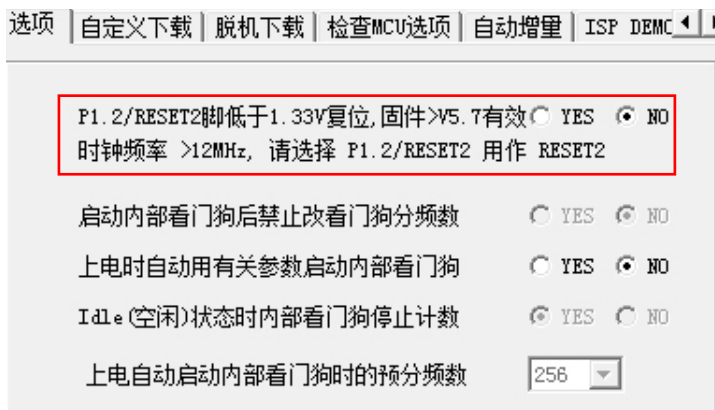 选项 自定义下载 脱机下载 检查MCU选项 自动增量 ISP DEMO
P1.2/RESET2脚低于1.33V复位,固件>V5.7有效 YES NO
时钟频率 >12MHz, 请选择 P1.2/RESET2 用作 RESET2
启动内部看门狗后禁止改看门狗分频数 YES NO
上电时自动用有关参数启动内部看门狗 YES NO
Idle(空闲)状态时内部看门狗停止计数 YES NO
上电自动启动内部看门狗时的预分频数 256